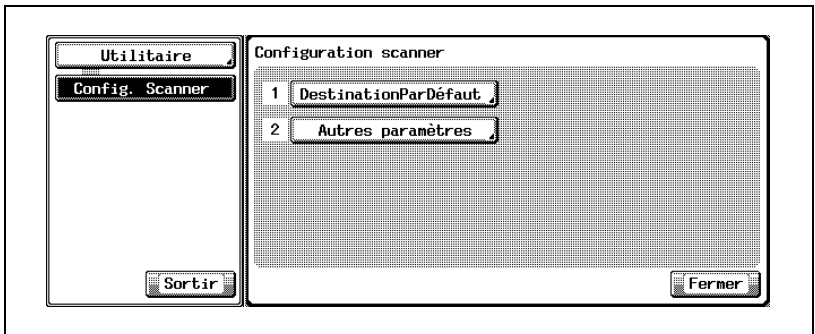 Utilitaire
Config. Scanner
Sortir
Configuration scanner
1 DestinationParDéfaut
2 Autres paramètres
Fermer